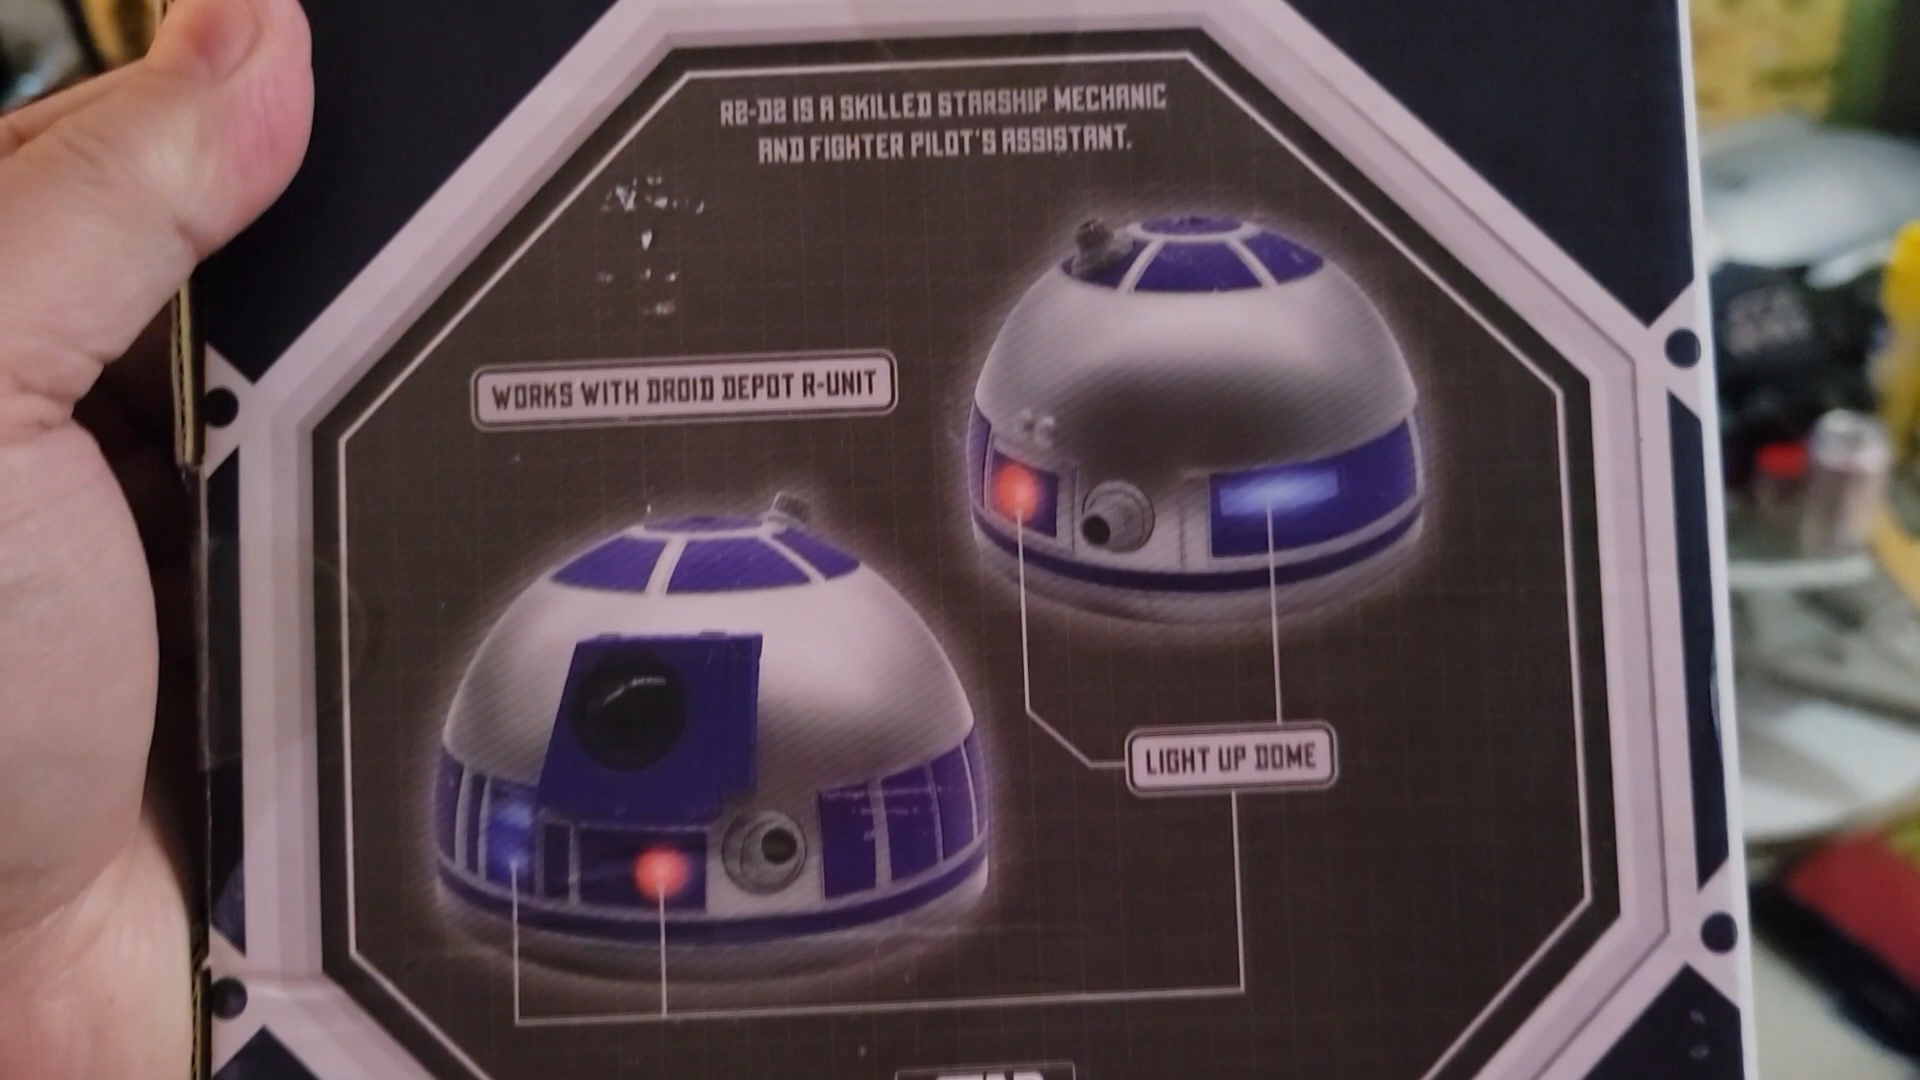 R2-D2 IS A SKILLED STARSHIP MECHANIC
AND FIGHTER PILOT'S ASSISTANT.
WORKS WITH DROID DEPOT R-UNIT
LIGHT UP DOME